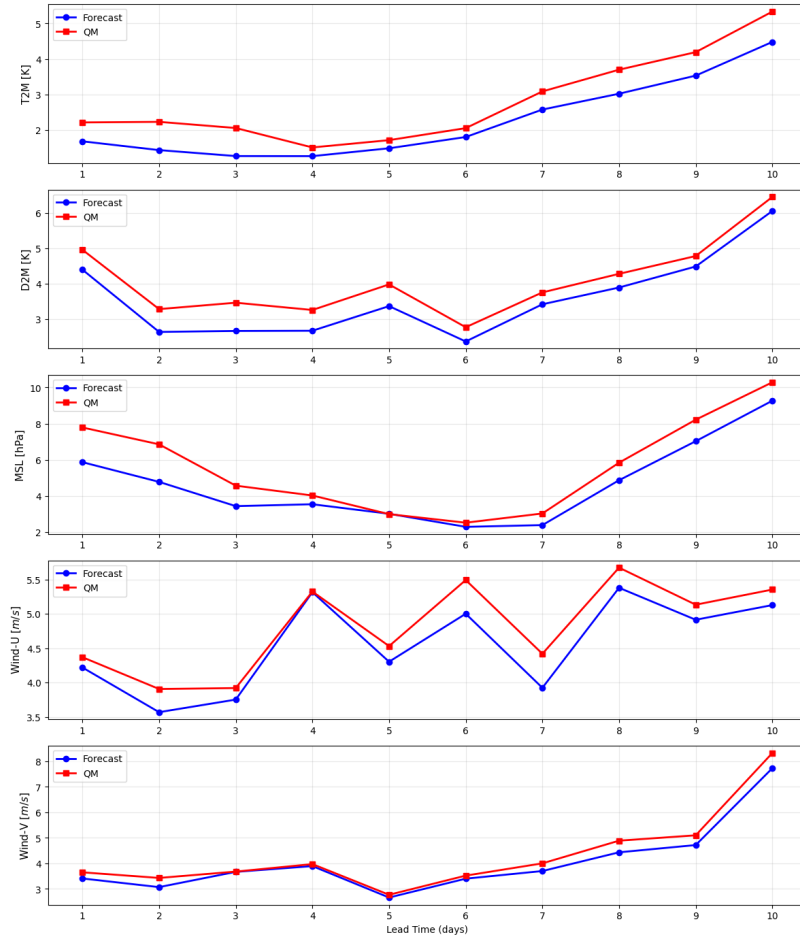 Forecast
QM
T2M [K]
5
4
3
2
1 2 3 4 5 6 7 8 9 10
Forecast
QM
D2M [K]
6
5
4
3
1 2 3 4 5 6 7 8 9 10
Forecast
QM
MSL [hPa]
10
8
6
4
2
1 2 3 4 5 6 7 8 9 10
Forecast
QM
Wind-U [m/s]
5.5
5.0
4.5
4.0
3.5
1 2 3 4 5 6 7 8 9 10
Forecast
QM
Wind-V [m/s]
8
7
6
5
4
3
1 2 3 4 5 6 7 8 9 10
Lead Time (days)